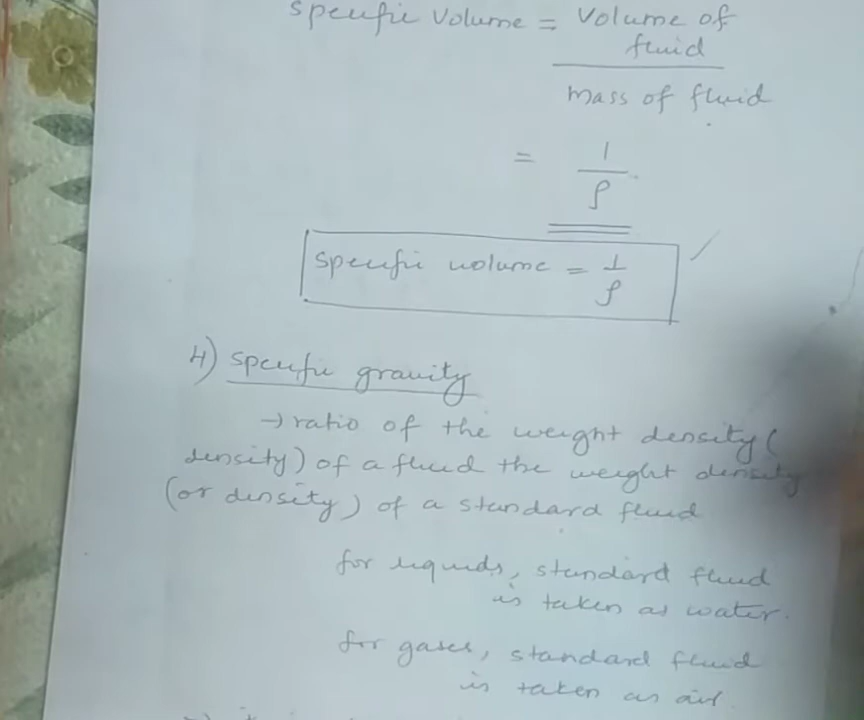 specific volume = volume of
fluid
mass of fluid
= 1
ρ
specific volume = 1
ρ
4) specific gravity
→ ratio of the weight density (
density) of a fluid the weight density
(or density) of a standard fluid
for liquids, standard fluid
is taken as water.
for gases, standard fluid
is taken as air.